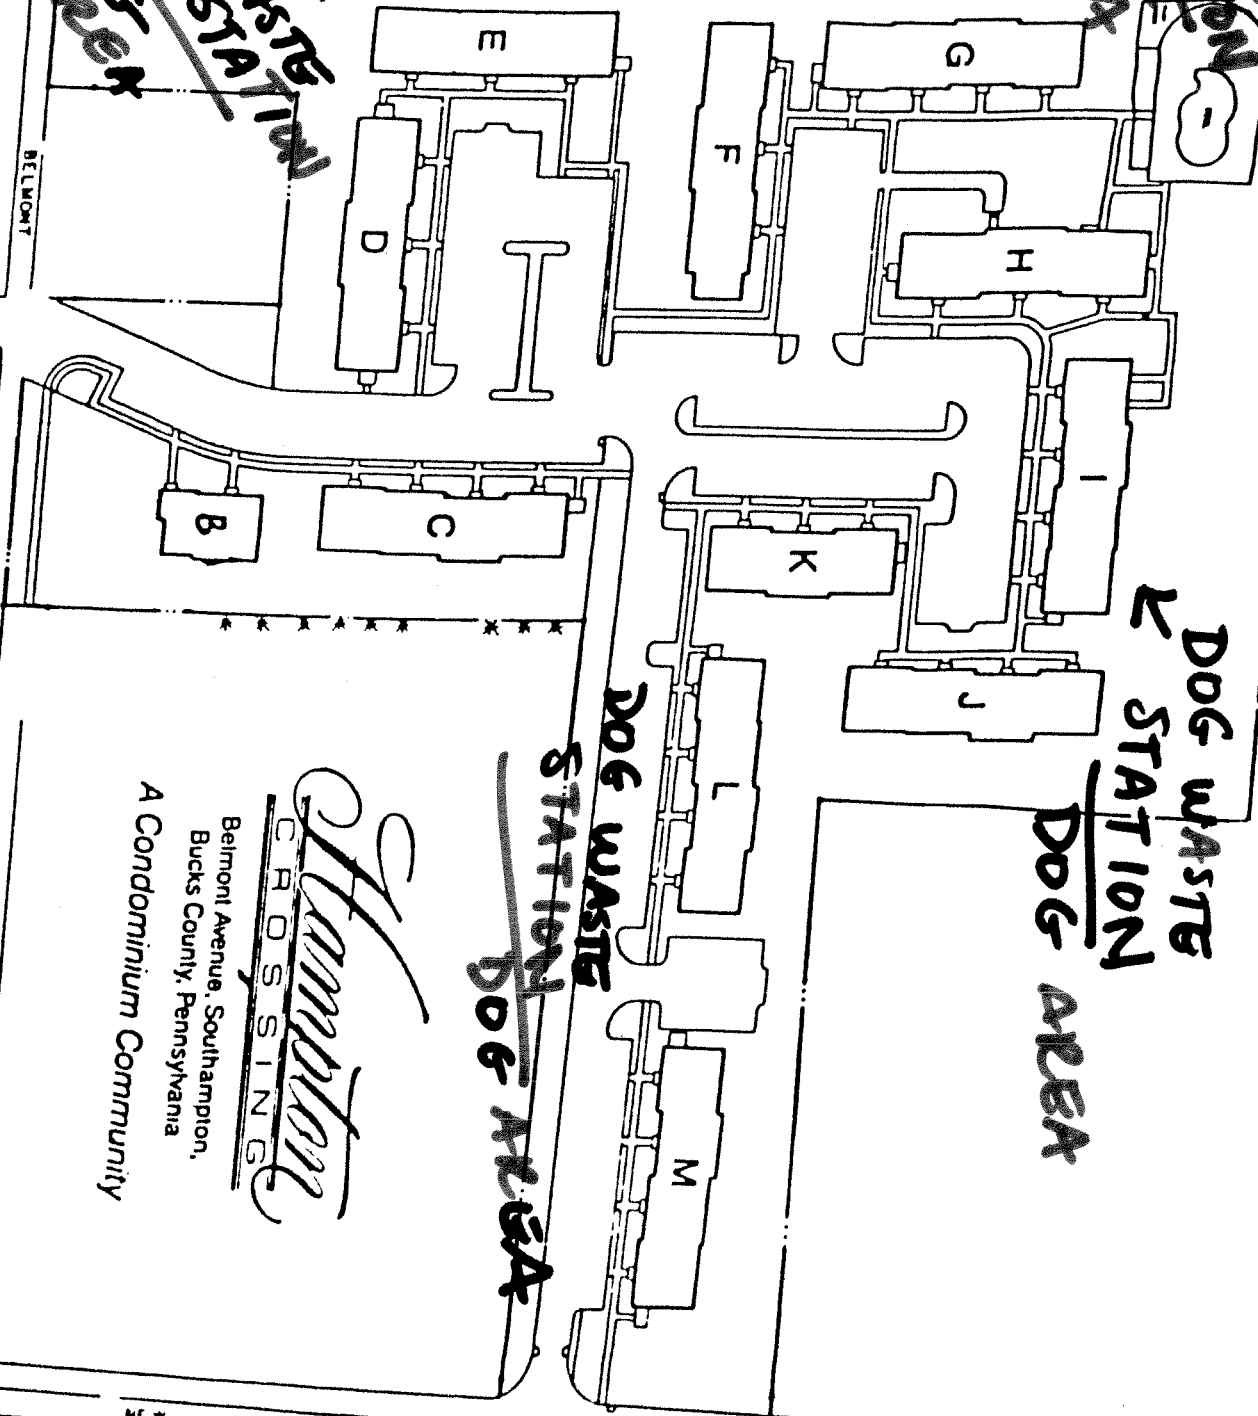 DOG WASTE
STATION
DOG AREA
G
H
I
J
F
K
L
M
DOG WASTE
STATION
DOG AREA
E
D
C
B
STATION
BELMONT
Hampton
CROSSING
Belmont Avenue, Southampton,
Bucks County, Pennsylvania
A Condominium Community